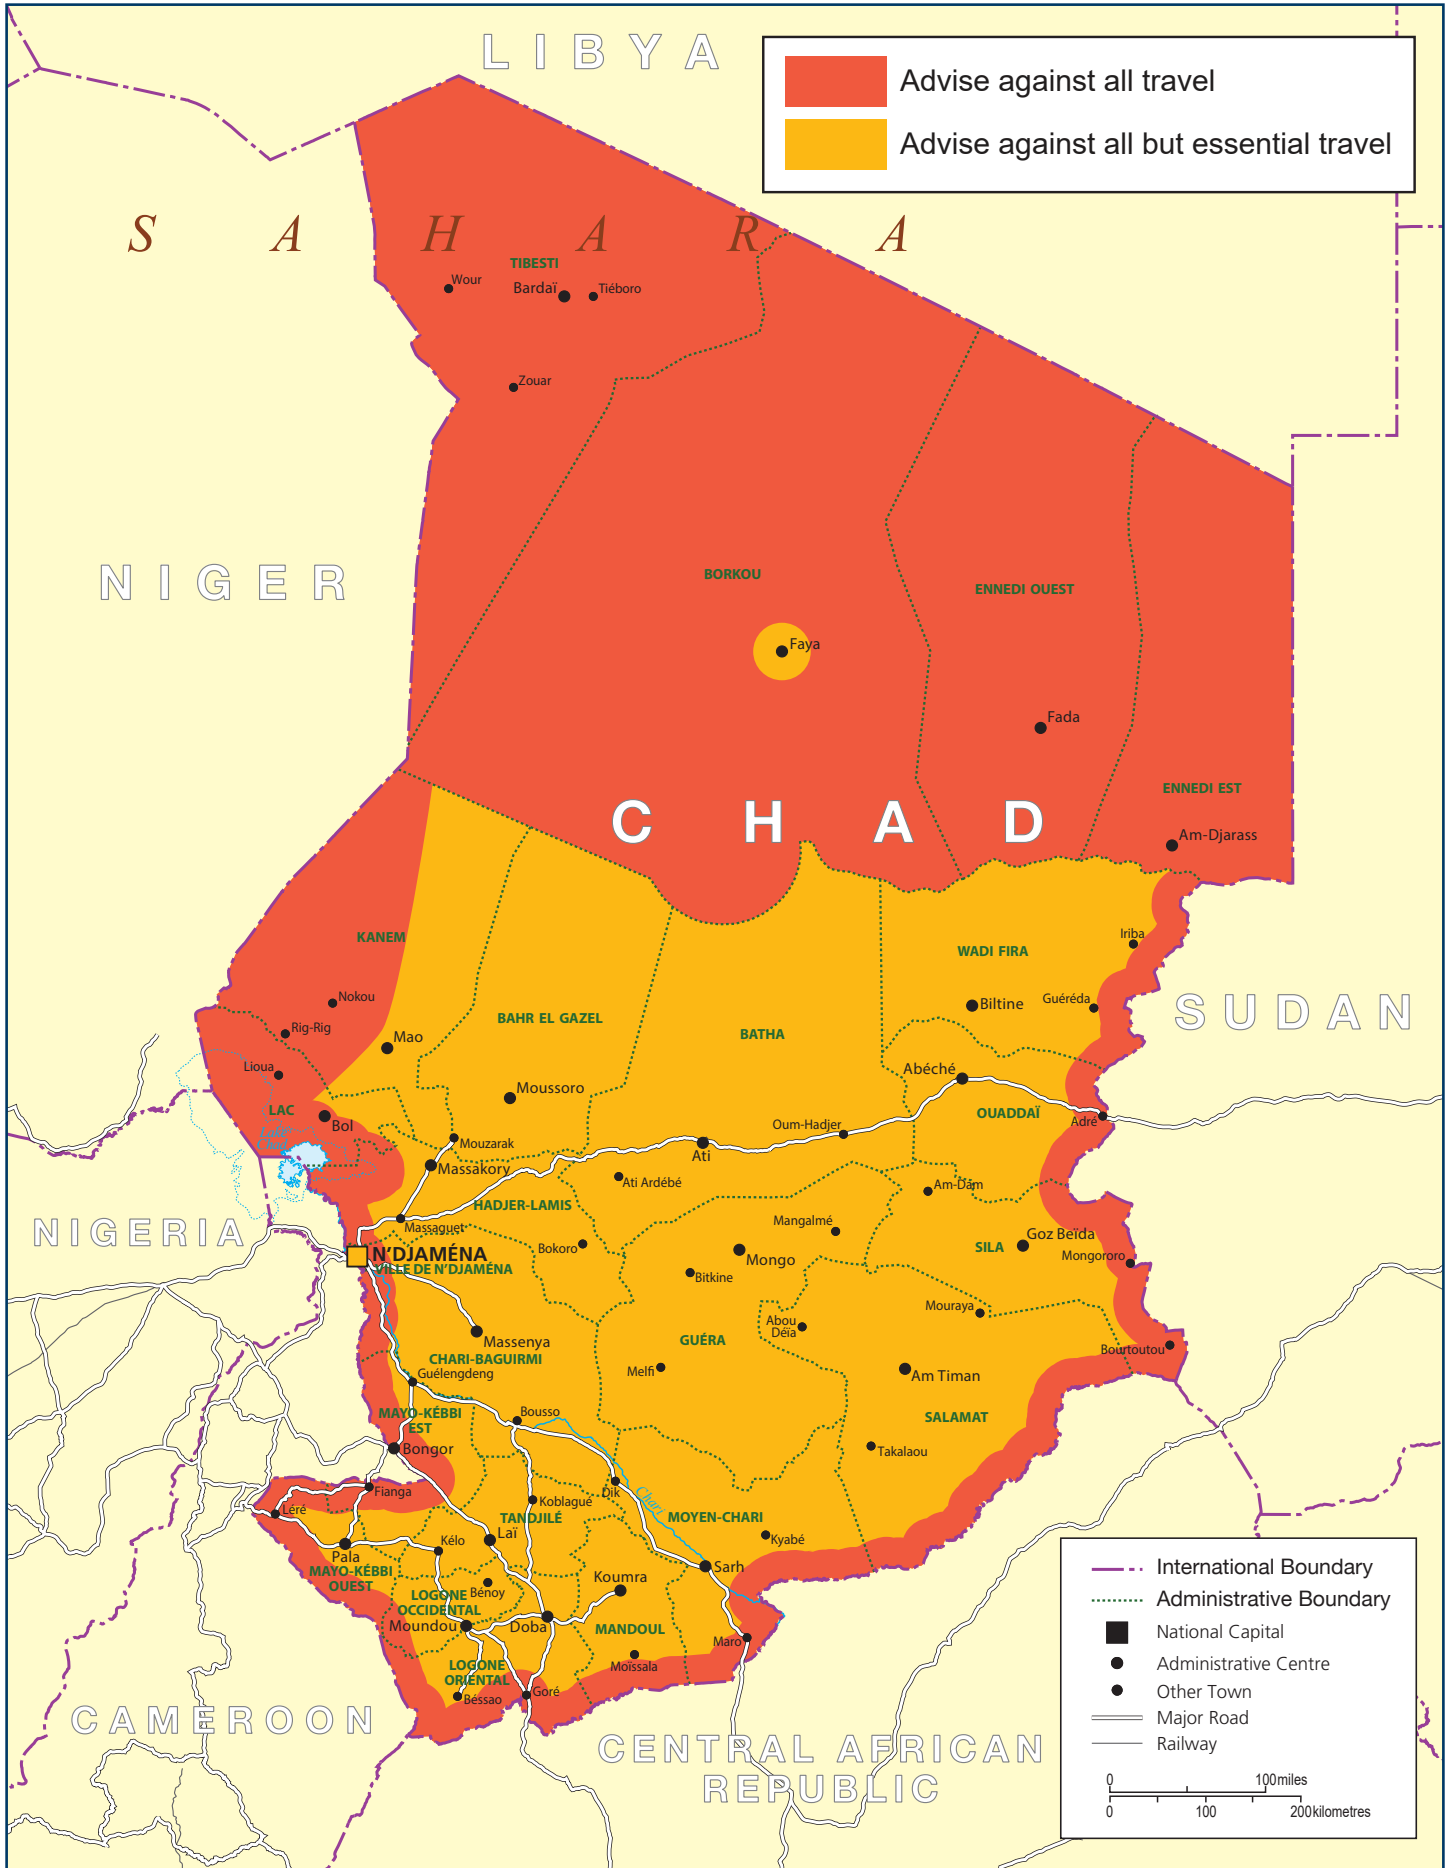 LIBYA
Advise against all travel
Advise against all but essential travel
SAHARA
TIBESTI
Wour
Bardaï
Tiéboro
Zouar
NIGER
BORKOU
ENNEDI OUEST
Faya
Fada
ENNEDI EST
CHAD
Am-Djarass
KANEM
Iriba
WADI FIRA
Nokou
Biltine
Guéréda
SUDAN
BAHR EL GAZEL
Rig-Rig
BATHA
Mao
Lioua
Abéché
Moussoro
LAC
OUADDAÏ
Bol
Oum-Hadjer
Adré
Lake
Chad
Mouzarak
Ati
Massakory
Ati Ardébé
Am-Dam
HADJER-LAMIS
Massaguet
Mangalmé
NIGERIA
Goz Beïda
Bokoro
SILA
N'DJAMÉNA
Mongo
Mongororo
VILLE DE N'DJAMÉNA
Bitkine
Mouraya
Abou
Déïa
Massenya
GUÉRA
Bourtoutou
CHARI-BAGUIRMI
Guélengdeng
Melfi
Am Timan
MAYO-KÉBBI
EST
Bousso
SALAMAT
Bongor
Takalaou
Fianga
Dik
Chari
Koblagué
Léré
TANDJILÉ
MOYEN-CHARI
Laï
Kélo
Kyabé
Pala
MAYO-KÉBBI
OUEST
Sarh
Koumra
Bénoy
LOGONE
OCCIDENTAL
Moundou
Doba
MANDOUL
Maro
LOGONE
ORIENTAL
Moïssala
Bessao
Goré
CAMEROON
CENTRAL AFRICAN
REPUBLIC
International Boundary
Administrative Boundary
National Capital
Administrative Centre
Other Town
Major Road
Railway
0 100miles
0 100 200kilometres